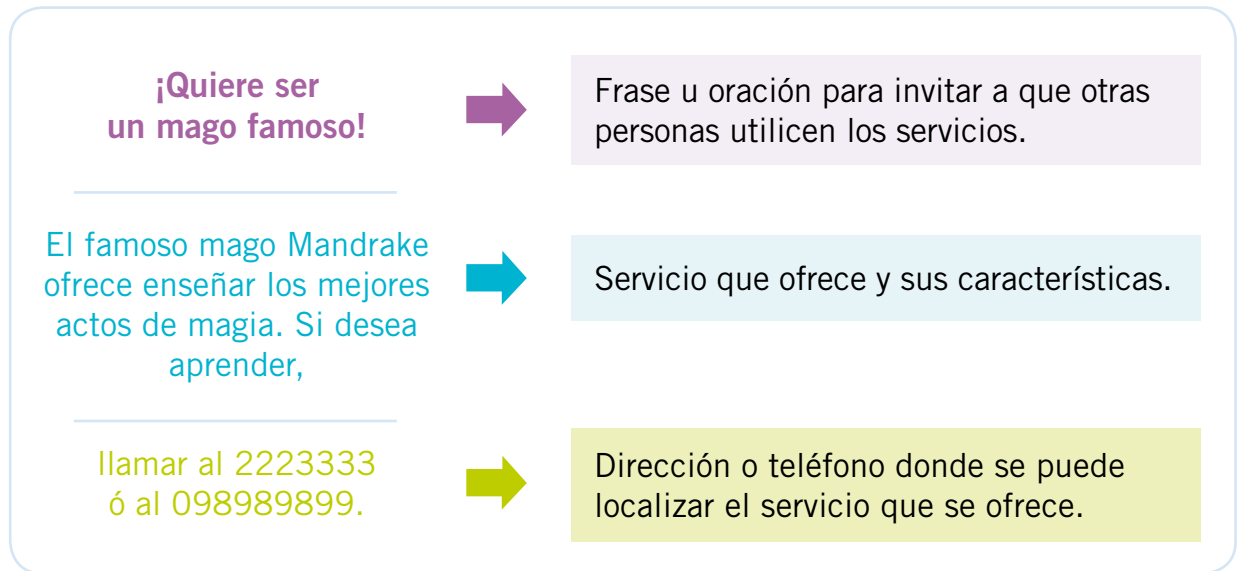 ¡Quiere ser
un mago famoso!
Frase u oración para invitar a que otras
personas utilicen los servicios.
El famoso mago Mandrake
ofrece enseñar los mejores
actos de magia. Si desea
aprender,
Servicio que ofrece y sus característícas.
llamar al 2223333
ó al 098989899.
Dirección o teléfono donde se puede
localizar el servicio que se ofrece.